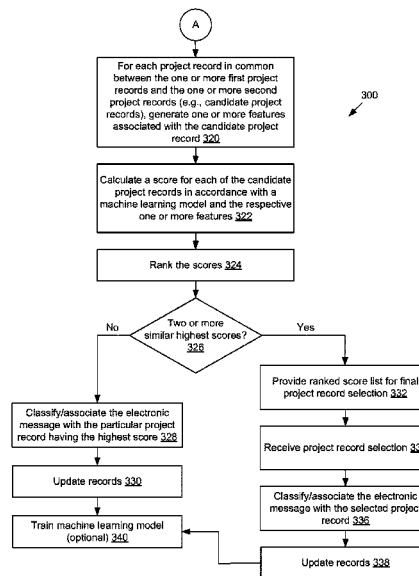 A
For each project record in common
between the one or more first project
records and the one or more second
project records (e.g., candidate project
records), generate one or more features
associated with the candidate project
record 320
300
Calculate a score for each of the candidate
project records in accordance with a
machine learning model and the respective
one or more features 322
Rank the scores 324
Two or more
similar highest scores?
326
No
Yes
Classify/associate the electronic
message with the particular project
record having the highest score 328
Update records 330
Train machine learning model
(optional) 340
Provide ranked score list for final
project record selection 332
Receive project record selection
Classify/associate the electronic
message with the selected project
record 336
Update records 338